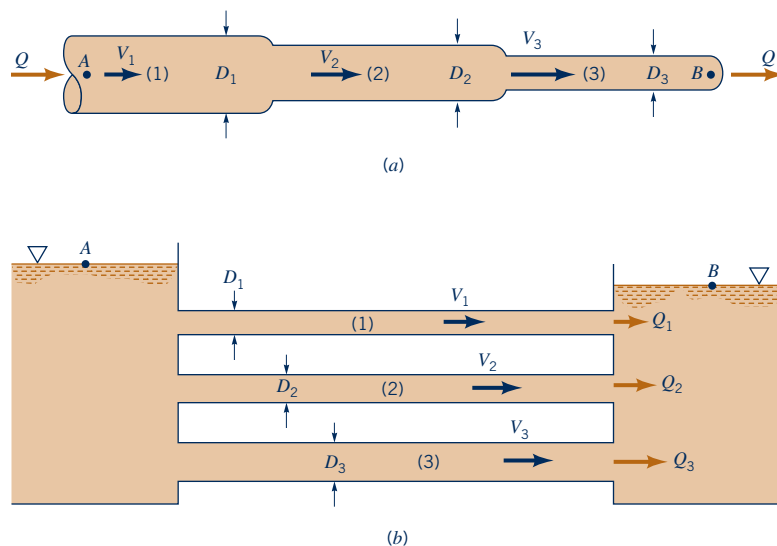 Q A V₁ (1) D₁ V₂ (2) D₂ V₃ (3) D₃ B Q
(a)
A B
D₁ V₁
(1) Q₁
D₂ (2) V₂ Q₂
V₃
D₃ (3) Q₃
(b)